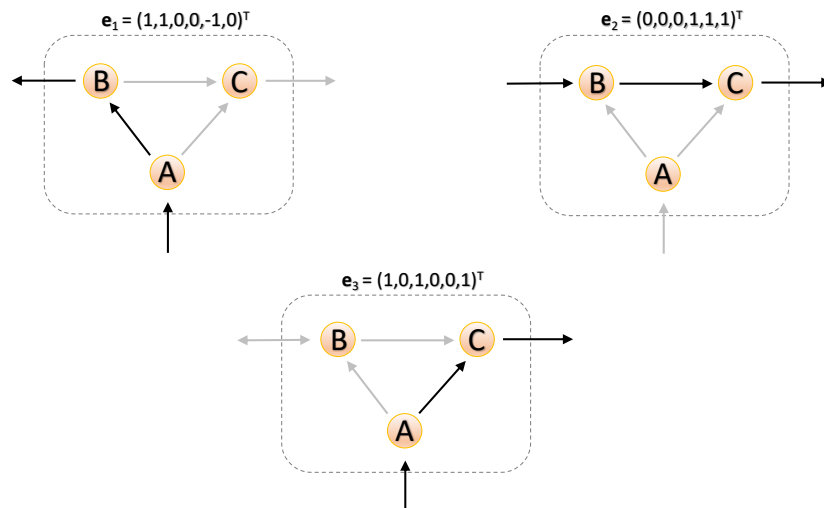 e₁ = (1,1,0,0,-1,0)ᵀ
B
C
A
e₂ = (0,0,0,1,1,1)ᵀ
B
C
A
e₃ = (1,0,1,0,0,1)ᵀ
B
C
A